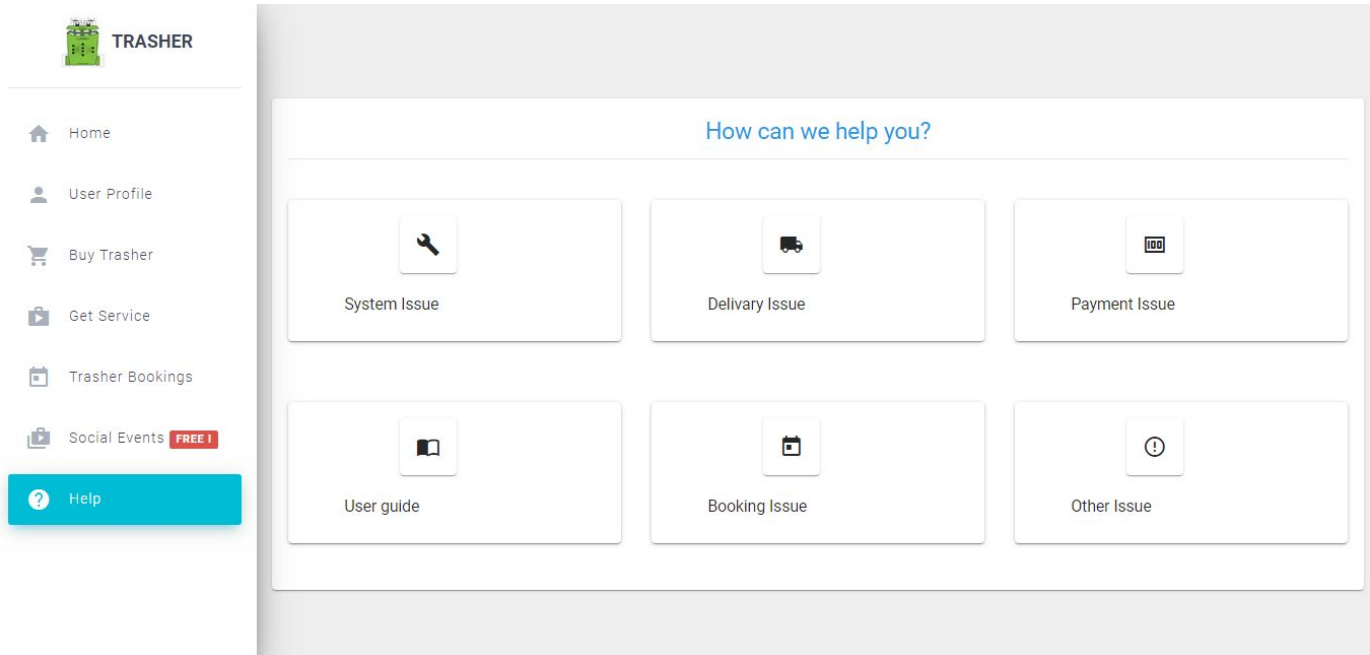 TRASHER
Home
User Profile
Buy Trasher
Get Service
Trasher Bookings
Social Events FREE I
Help
How can we help you?
System Issue
Delivary Issue
Payment Issue
User guide
Booking Issue
Other Issue